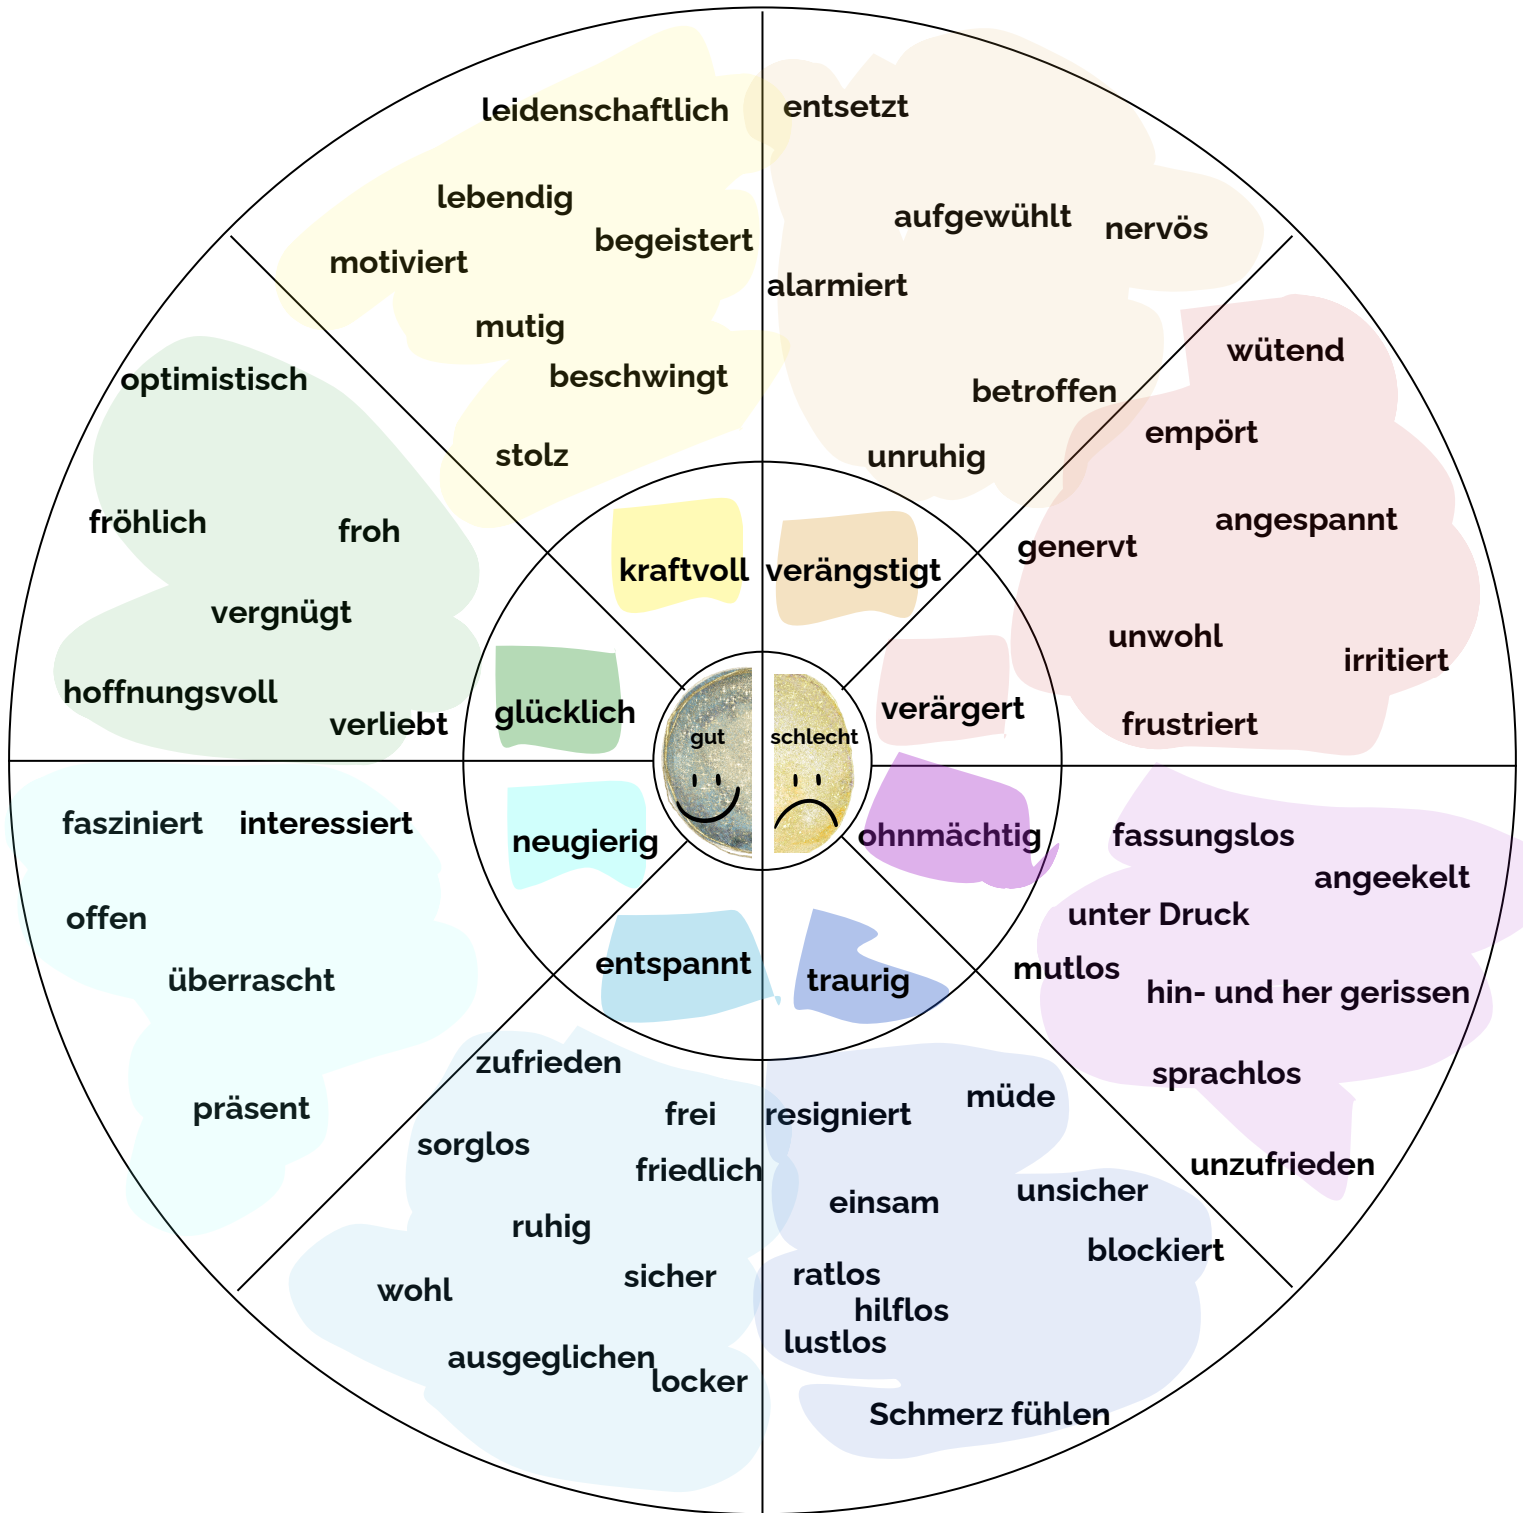 leidenschaftlich
lebendig
begeistert
motiviert
mutig
beschwingt
stolz
kraftvoll
entsetzt
aufgewühlt
nervös
alarmiert
betroffen
unruhig
verängstigt
wütend
empört
angespannt
genervt
unwohl
irritiert
frustriert
verärgert
optimistisch
fröhlich
froh
vergnügt
hoffnungsvoll
verliebt
glücklich
gut
schlecht
fasziniert
interessiert
offen
überrascht
präsent
neugierig
ohnmächtig
fassungslos
angeekelt
unter Druck
mutlos
hin- und her gerissen
sprachlos
unzufrieden
entspannt
zufrieden
frei
sorglos
friedlich
ruhig
sicher
wohl
ausgeglichen
locker
traurig
resigniert
müde
einsam
unsicher
blockiert
ratlos
hilflos
lustlos
Schmerz fühlen